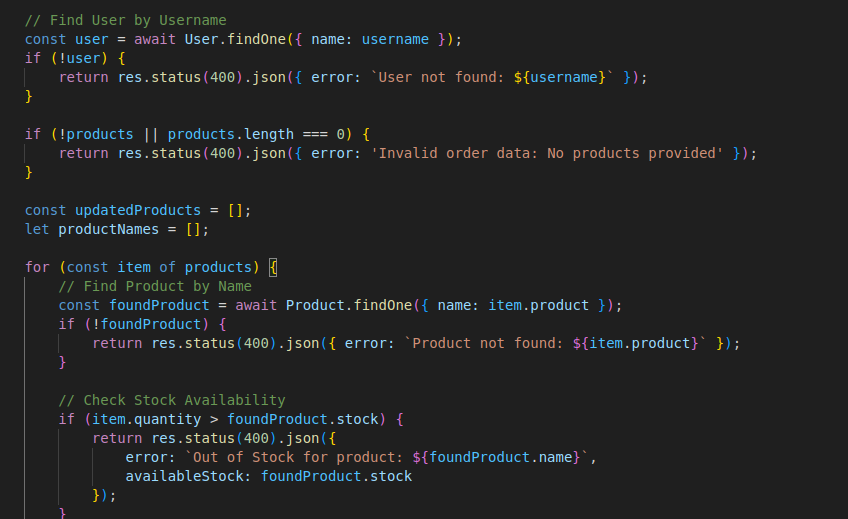 // Find User by Username
const user = await User.findOne({ name: username });
if (!user) {
    return res.status(400).json({ error: `User not found: ${username}` });
}

if (!products || products.length === 0) {
    return res.status(400).json({ error: 'Invalid order data: No products provided' });
}

const updatedProducts = [];
let productNames = [];

for (const item of products) {
    // Find Product by Name
    const foundProduct = await Product.findOne({ name: item.product });
    if (!foundProduct) {
        return res.status(400).json({ error: `Product not found: ${item.product}` });
    }

    // Check Stock Availability
    if (item.quantity > foundProduct.stock) {
        return res.status(400).json({
            error: `Out of Stock for product: ${foundProduct.name}`,
            availableStock: foundProduct.stock
        });
    }